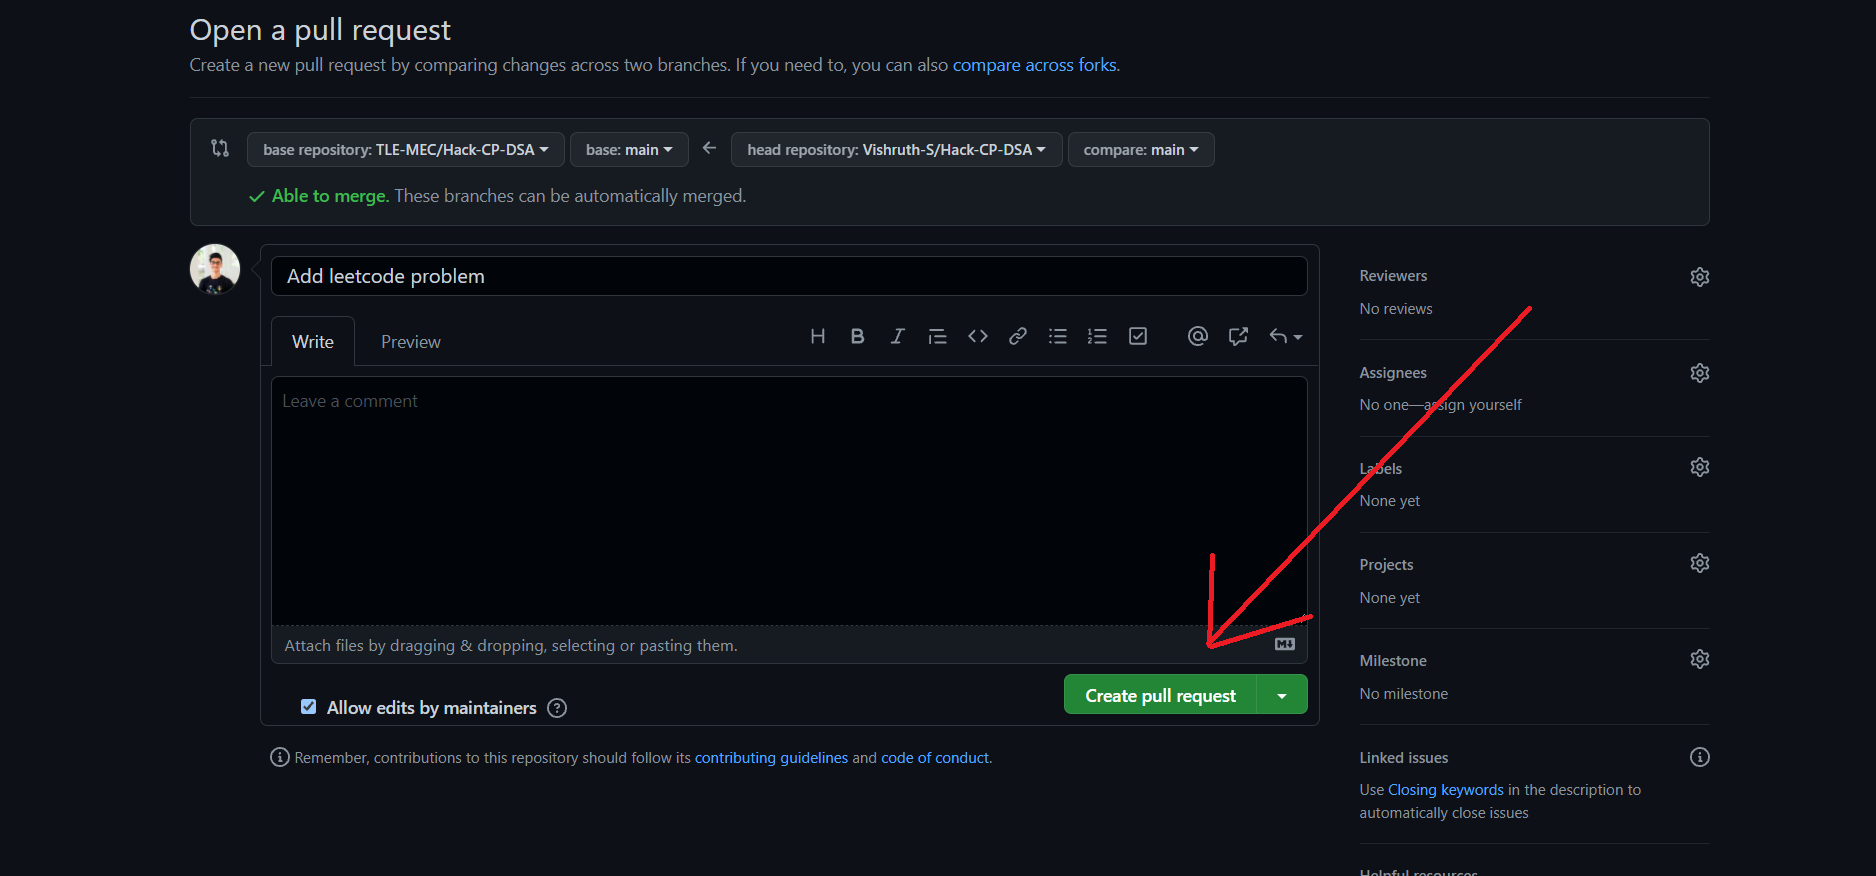 Open a pull request
Create a new pull request by comparing changes across two branches. If you need to, you can also compare across forks.
base repository: TLE-MEC/Hack-CP-DSA base: main head repository: Vishruth-S/Hack-CP-DSA compare: main
Able to merge. These branches can be automatically merged.
Add leetcode problem
Write Preview
Leave a comment
Attach files by dragging & dropping, selecting or pasting them.
Allow edits by maintainers
Create pull request
Remember, contributions to this repository should follow its contributing guidelines and code of conduct.
Reviewers
No reviews
Assignees
No one—assign yourself
Labels
None yet
Projects
None yet
Milestone
No milestone
Linked issues
Use Closing keywords in the description to
automatically close issues
Helpful resources